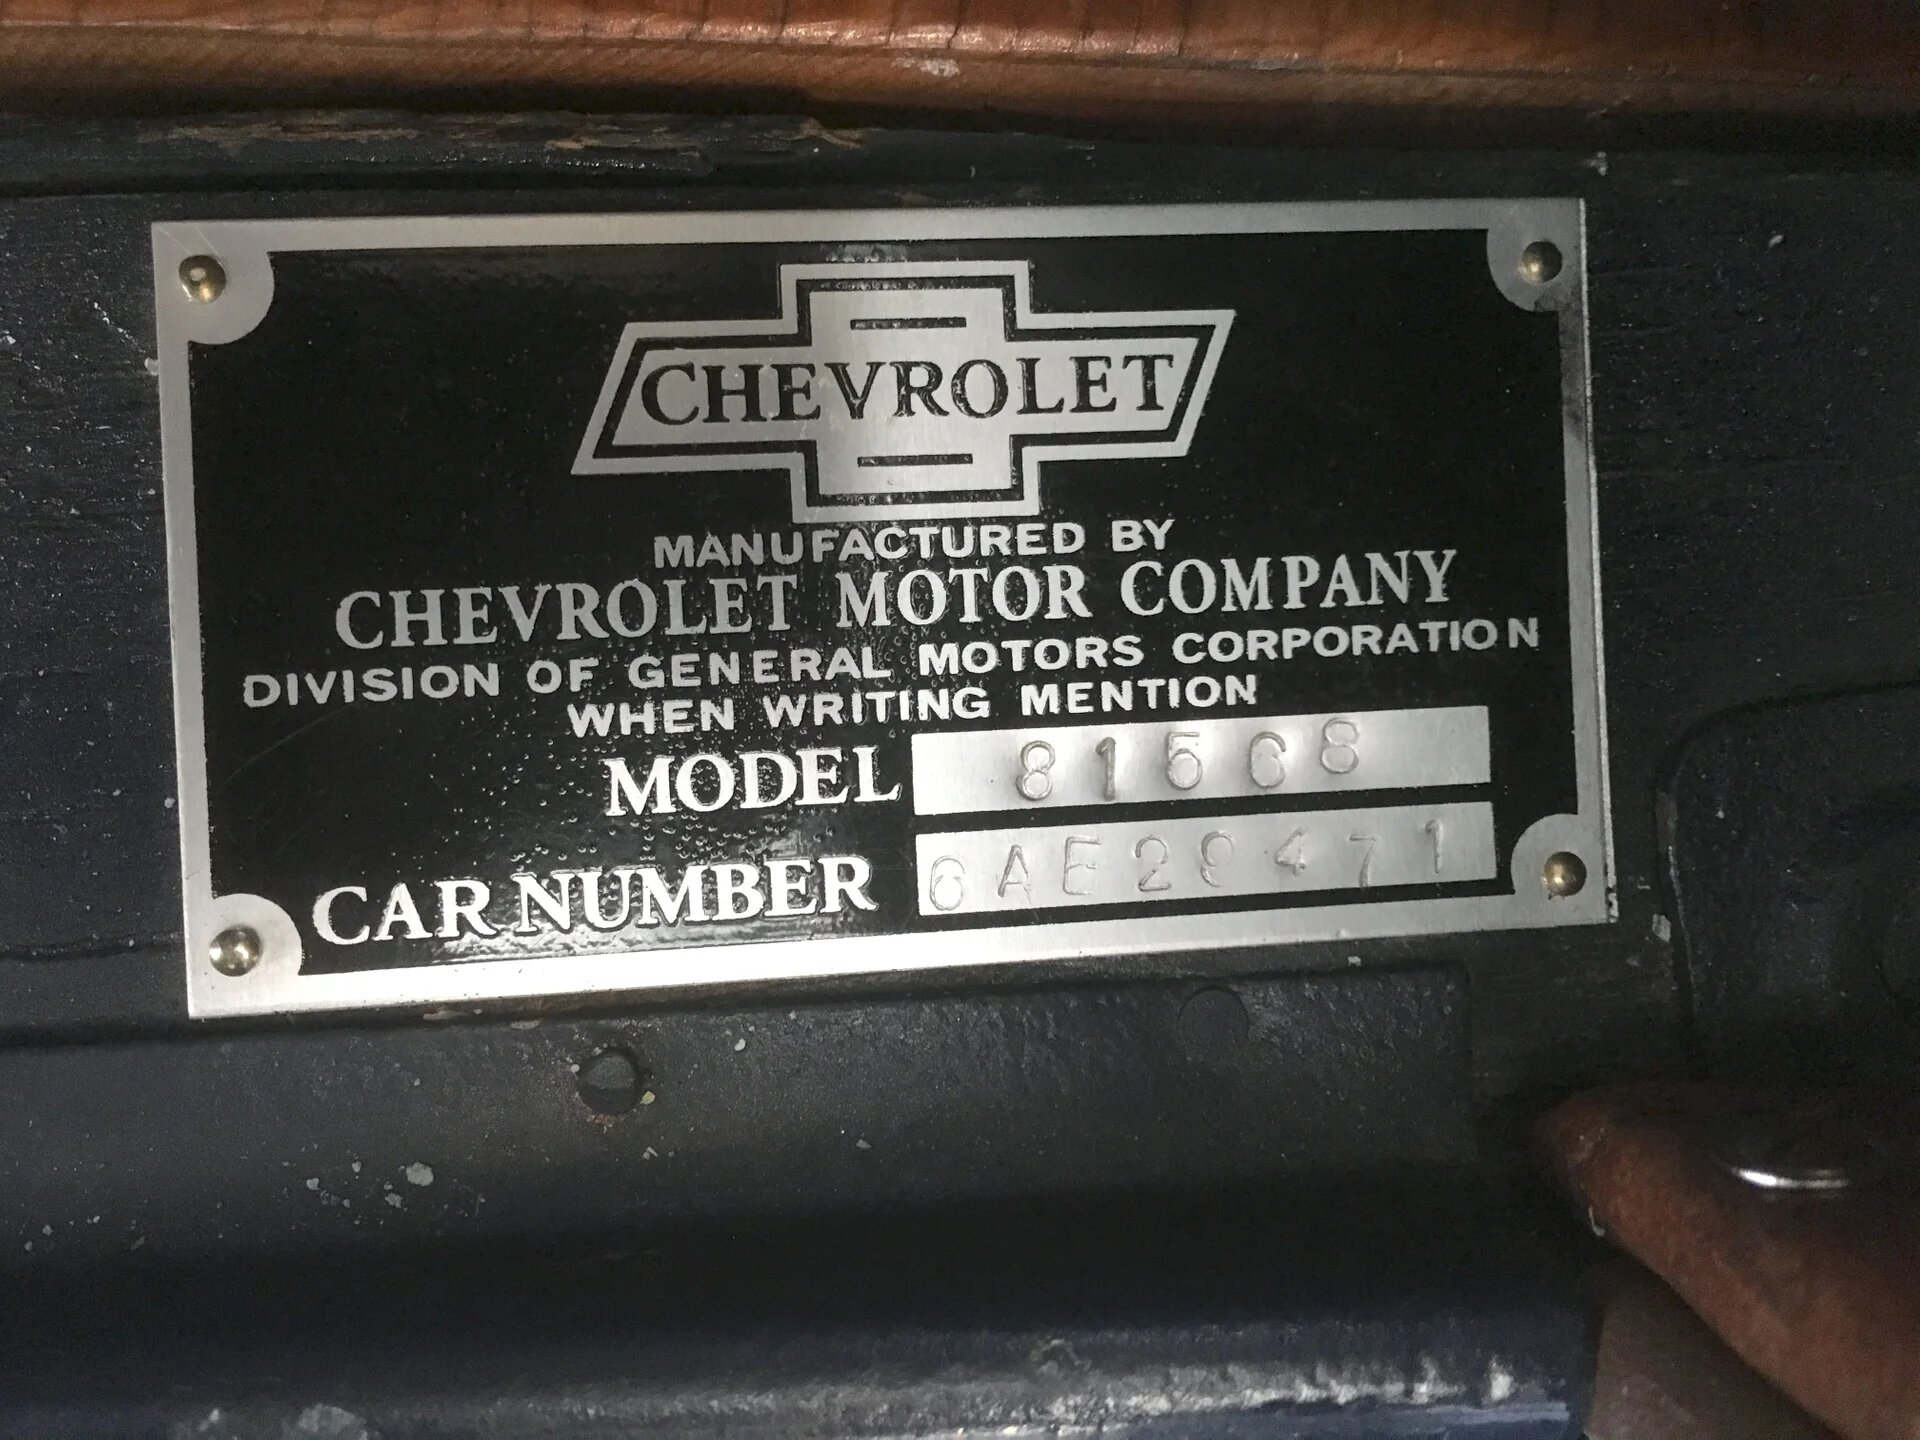 CHEVROLET
MANUFACTURED BY
CHEVROLET MOTOR COMPANY
DIVISION OF GENERAL MOTORS CORPORATION
WHEN WRITING MENTION
MODEL 81568
CAR NUMBER 6AE29471